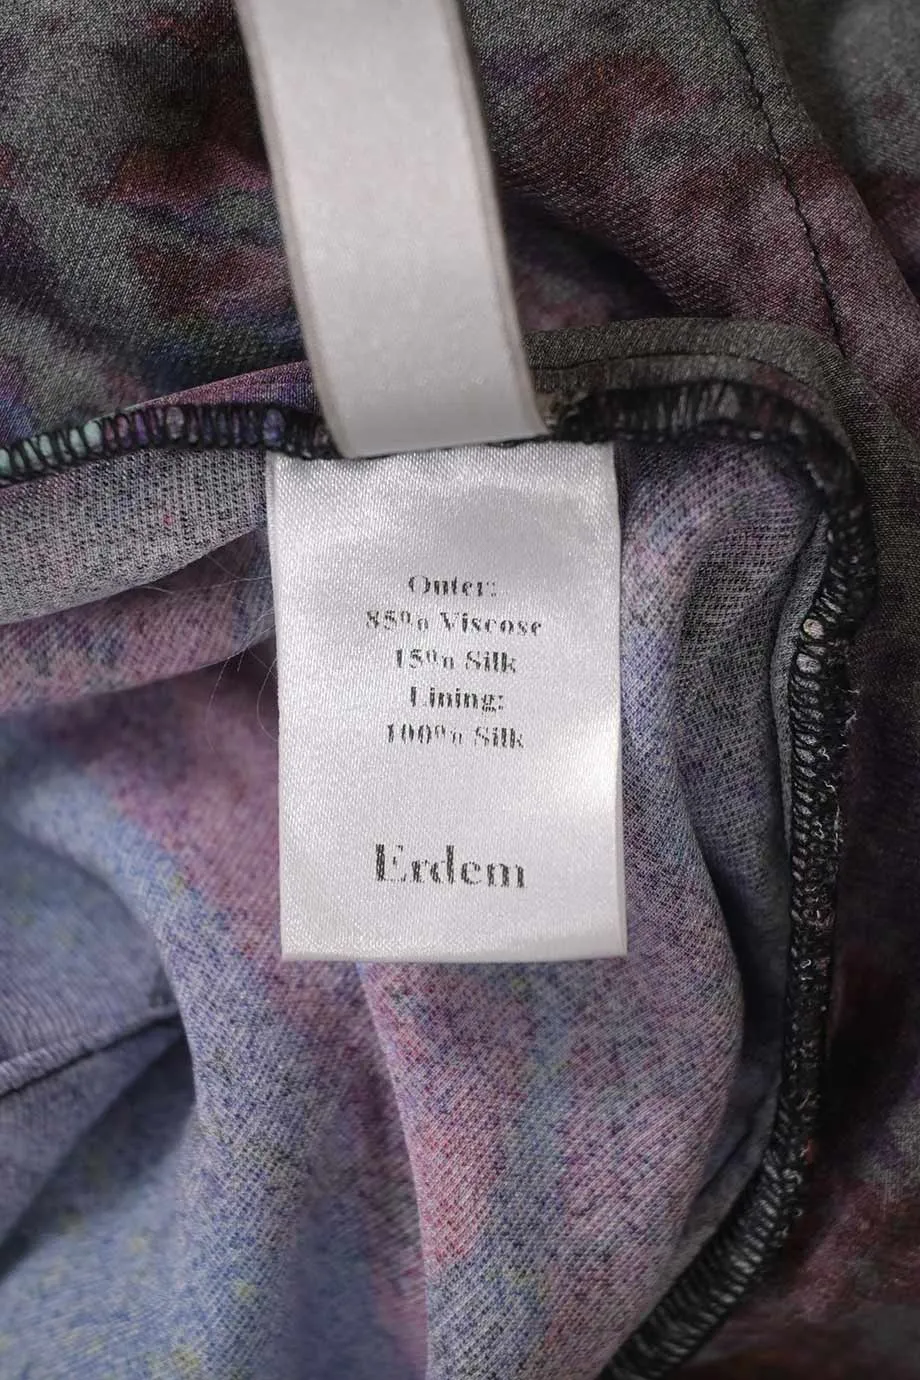 Outer:
85% Viscose
15% Silk
Lining:
100% Silk
Erdem